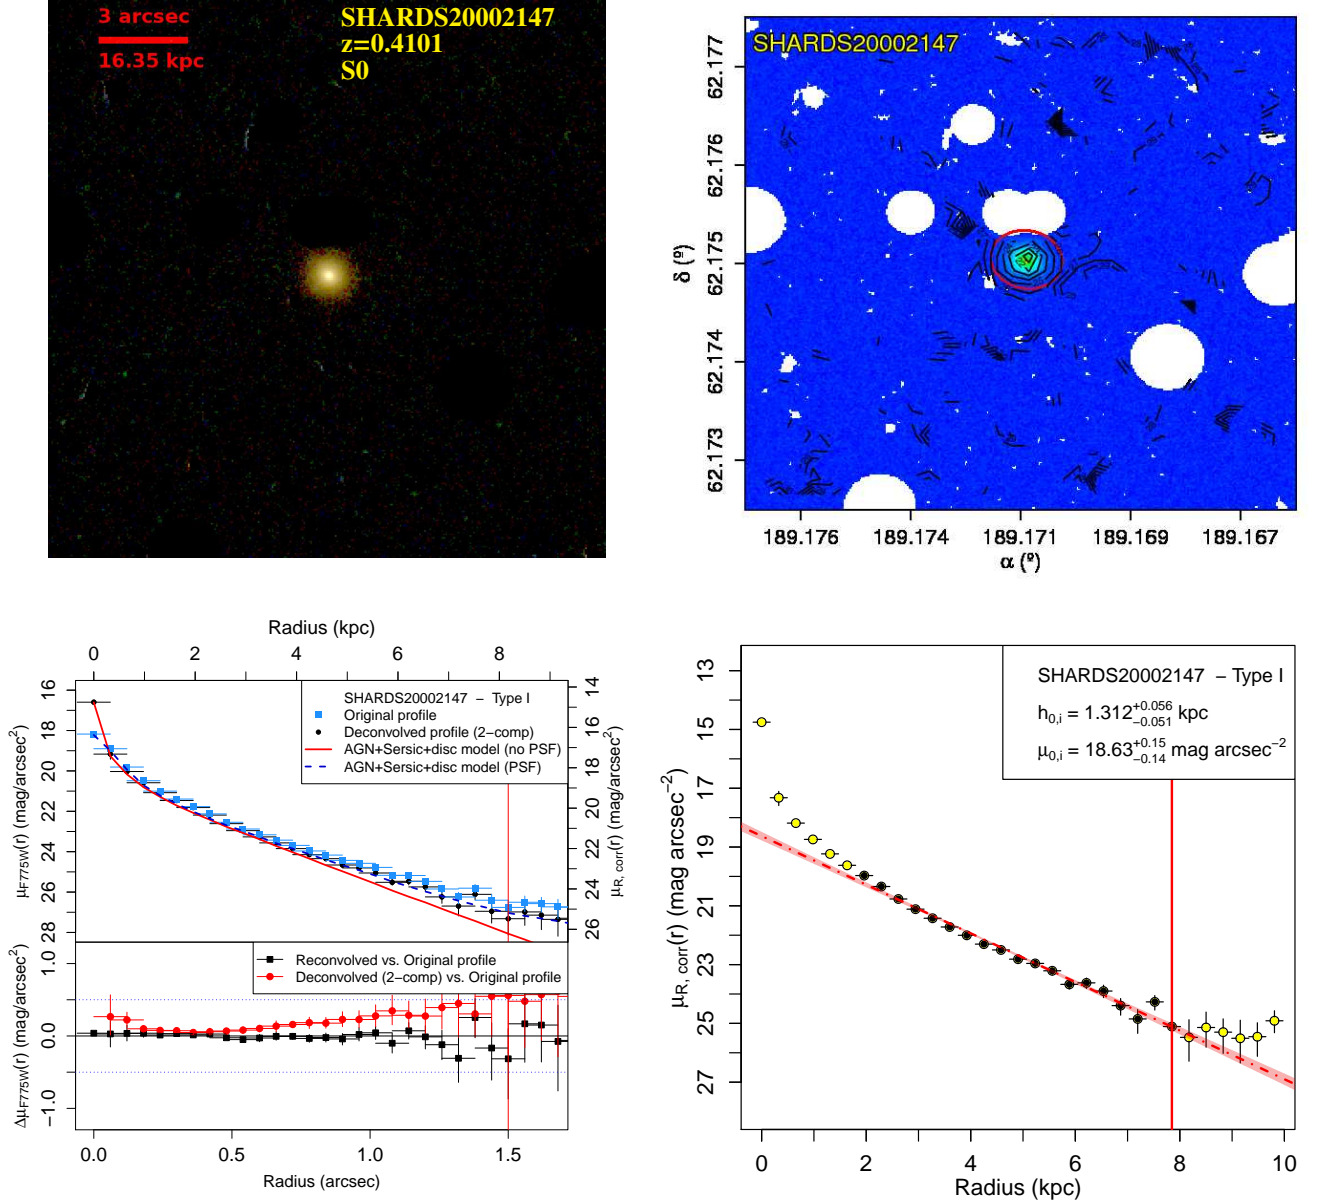 3 arcsec
16.35 kpc
SHARDS20002147
z=0.4101
S0
SHARDS20002147
62.177
62.176
62.175
62.174
62.173
δ (º)
189.176 189.174 189.171 189.169 189.167
α (º)
Radius (kpc)
0 2 4 6 8
SHARDS20002147 – Type I
Original profile
Deconvolved profile (2−comp)
AGN+Sersic+disc model (no PSF)
AGN+Sersic+disc model (PSF)
16
18
20
22
24
26
28
μF775W(r) (mag/arcsec²)
14
16
18
20
22
24
26
μR, corr(r) (mag/arcsec²)
Reconvolved vs. Original profile
Deconvolved (2−comp) vs. Original profile
1.0
0.0
−1.0
ΔμF775W(r) (mag/arcsec²)
0.0 0.5 1.0 1.5
Radius (arcsec)
SHARDS20002147 – Type I
h0,i = 1.312 +0.056 −0.051 kpc
μ0,i = 18.63 +0.15 −0.14 mag arcsec−2
13
15
17
19
21
23
25
27
μR, corr(r) (mag arcsec−2)
0 2 4 6 8 10
Radius (kpc)